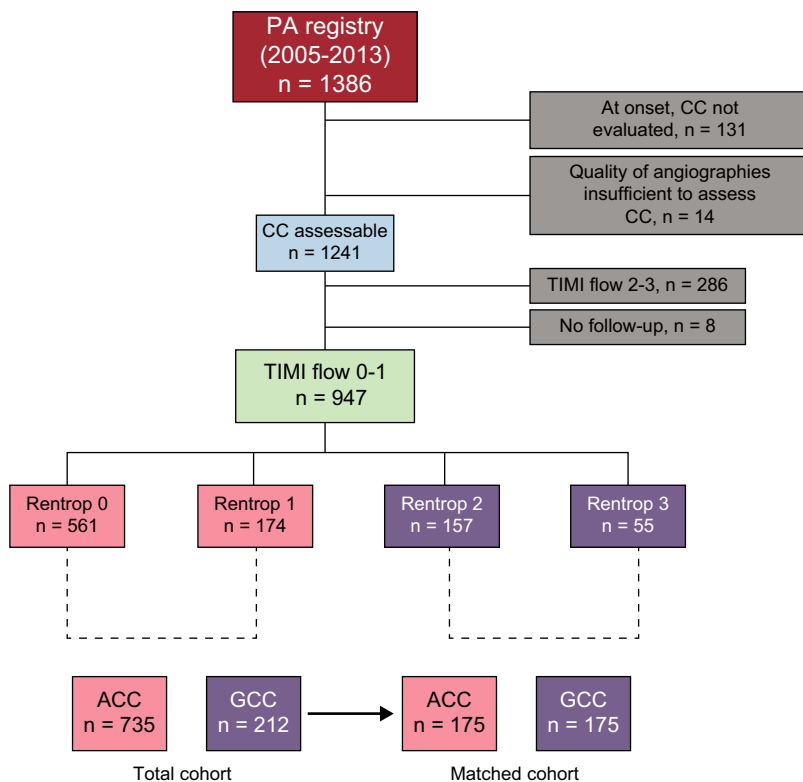 PA registry
(2005-2013)
n = 1386
At onset, CC not
evaluated, n = 131
Quality of angiographies
insufficient to assess
CC, n = 14
CC assessable
n = 1241
TIMI flow 2-3, n = 286
No follow-up, n = 8
TIMI flow 0-1
n = 947
Rentrop 0
n = 561
Rentrop 1
n = 174
Rentrop 2
n = 157
Rentrop 3
n = 55
ACC
n = 735
GCC
n = 212
ACC
n = 175
GCC
n = 175
Total cohort
Matched cohort